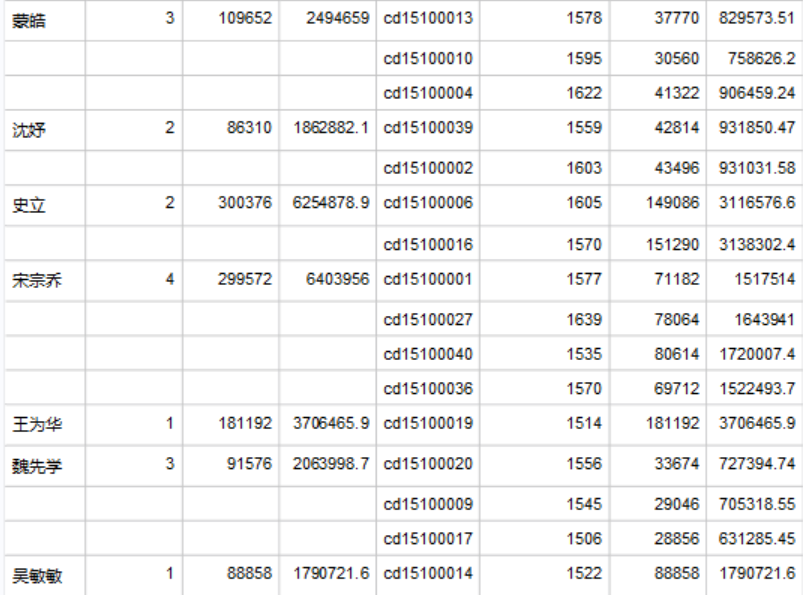 蒙皓 3 109652 2494659 cd15100013 1578 37770 829573.51
cd15100010 1595 30560 758626.2
cd15100004 1622 41322 906459.24
沈妤 2 86310 1862882.1 cd15100039 1559 42814 931850.47
cd15100002 1603 43496 931031.58
史立 2 300376 6254878.9 cd15100006 1605 149086 3116576.6
cd15100016 1570 151290 3138302.4
宋宗乔 4 299572 6403956 cd15100001 1577 71182 1517514
cd15100027 1639 78064 1643941
cd15100040 1535 80614 1720007.4
cd15100036 1570 69712 1522493.7
王为华 1 181192 3706465.9 cd15100019 1514 181192 3706465.9
魏先学 3 91576 2063998.7 cd15100020 1556 33674 727394.74
cd15100009 1545 29046 705318.55
cd15100017 1506 28856 631285.45
吴敏敏 1 88858 1790721.6 cd15100014 1522 88858 1790721.6